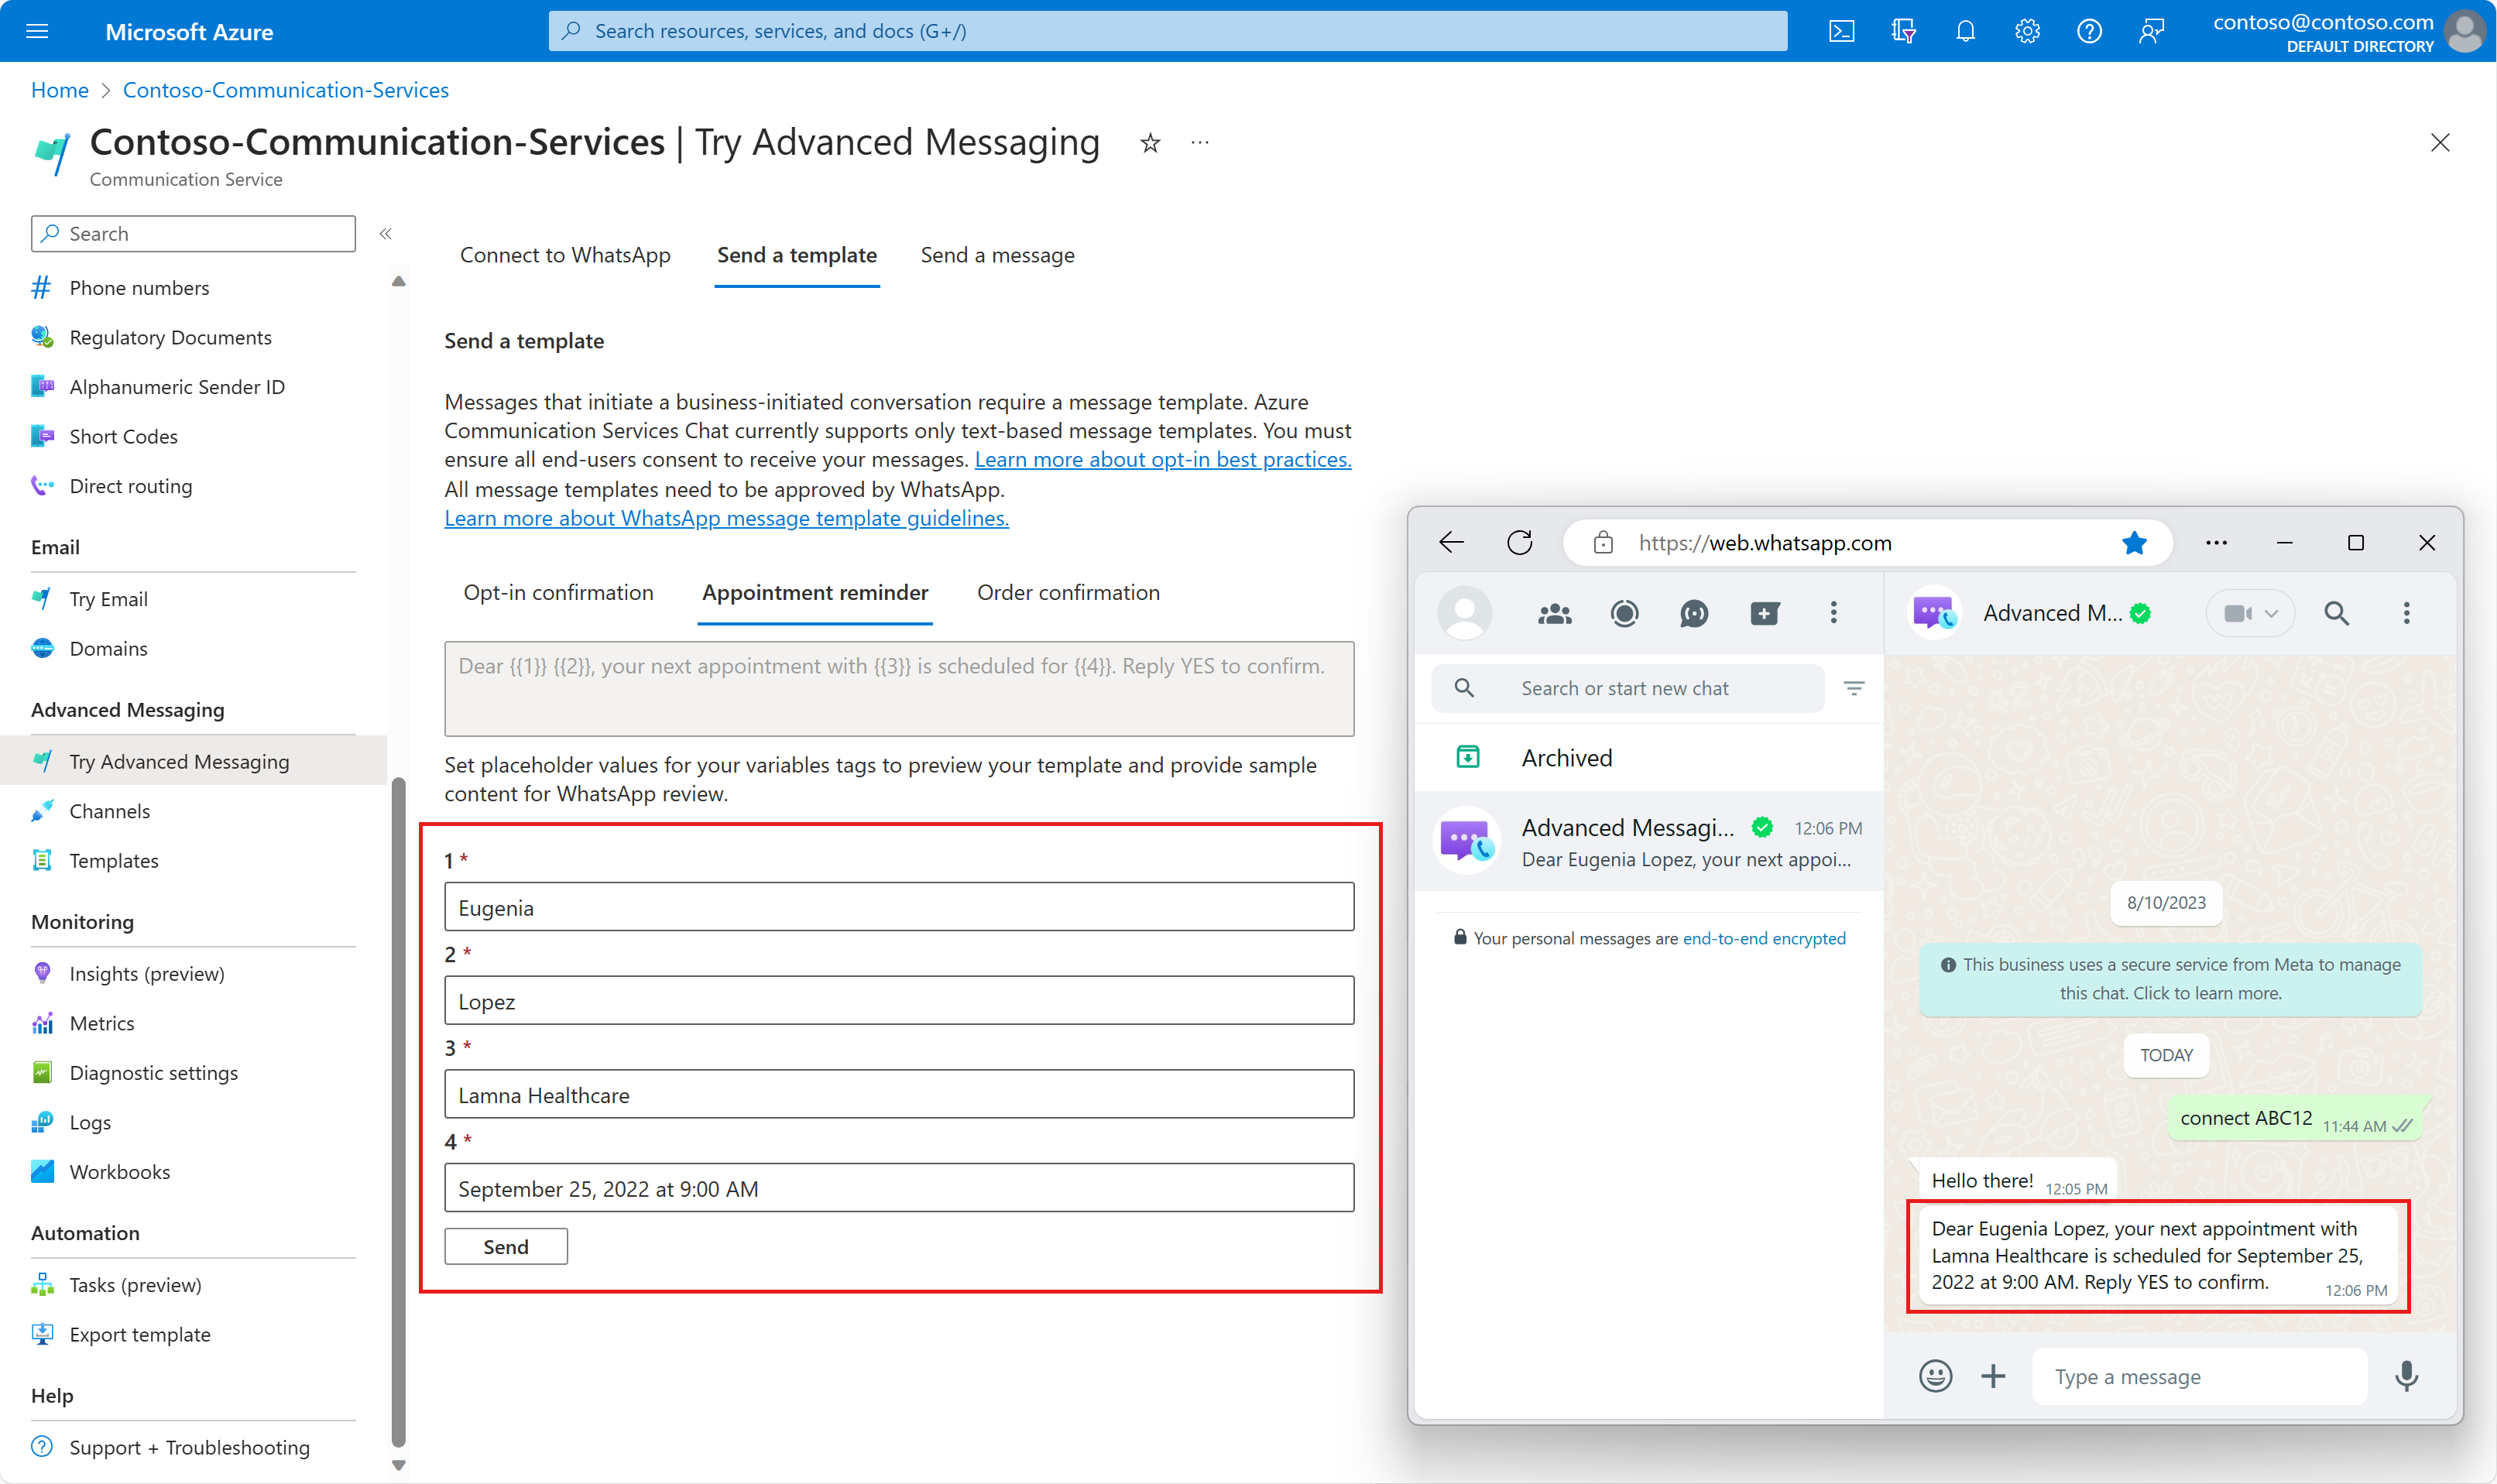 Microsoft Azure
Search resources, services, and docs (G+/)
contoso@contoso.com
DEFAULT DIRECTORY
Home > Contoso-Communication-Services
Contoso-Communication-Services | Try Advanced Messaging
Communication Service
Search
Phone numbers
Regulatory Documents
Alphanumeric Sender ID
Short Codes
Direct routing
Email
Try Email
Domains
Advanced Messaging
Try Advanced Messaging
Channels
Templates
Monitoring
Insights (preview)
Metrics
Diagnostic settings
Logs
Workbooks
Automation
Tasks (preview)
Export template
Help
Support + Troubleshooting
Connect to WhatsApp
Send a template
Send a message
Send a template
Messages that initiate a business-initiated conversation require a message template. Azure
Communication Services Chat currently supports only text-based message templates. You must
ensure all end-users consent to receive your messages. Learn more about opt-in best practices.
All message templates need to be approved by WhatsApp.
Learn more about WhatsApp message template guidelines.
Opt-in confirmation
Appointment reminder
Order confirmation
Dear {{1}} {{2}}, your next appointment with {{3}} is scheduled for {{4}}. Reply YES to confirm.
Set placeholder values for your variables tags to preview your template and provide sample
content for WhatsApp review.
1 *
Eugenia
2 *
Lopez
3 *
Lamna Healthcare
4 *
September 25, 2022 at 9:00 AM
Send
https://web.whatsapp.com
Search or start new chat
Archived
Advanced Messagi...
12:06 PM
Dear Eugenia Lopez, your next appoi...
Your personal messages are end-to-end encrypted
Advanced M...
8/10/2023
This business uses a secure service from Meta to manage
this chat. Click to learn more.
TODAY
connect ABC12 11:44 AM
Hello there! 12:05 PM
Dear Eugenia Lopez, your next appointment with
Lamna Healthcare is scheduled for September 25,
2022 at 9:00 AM. Reply YES to confirm.
12:06 PM
Type a message